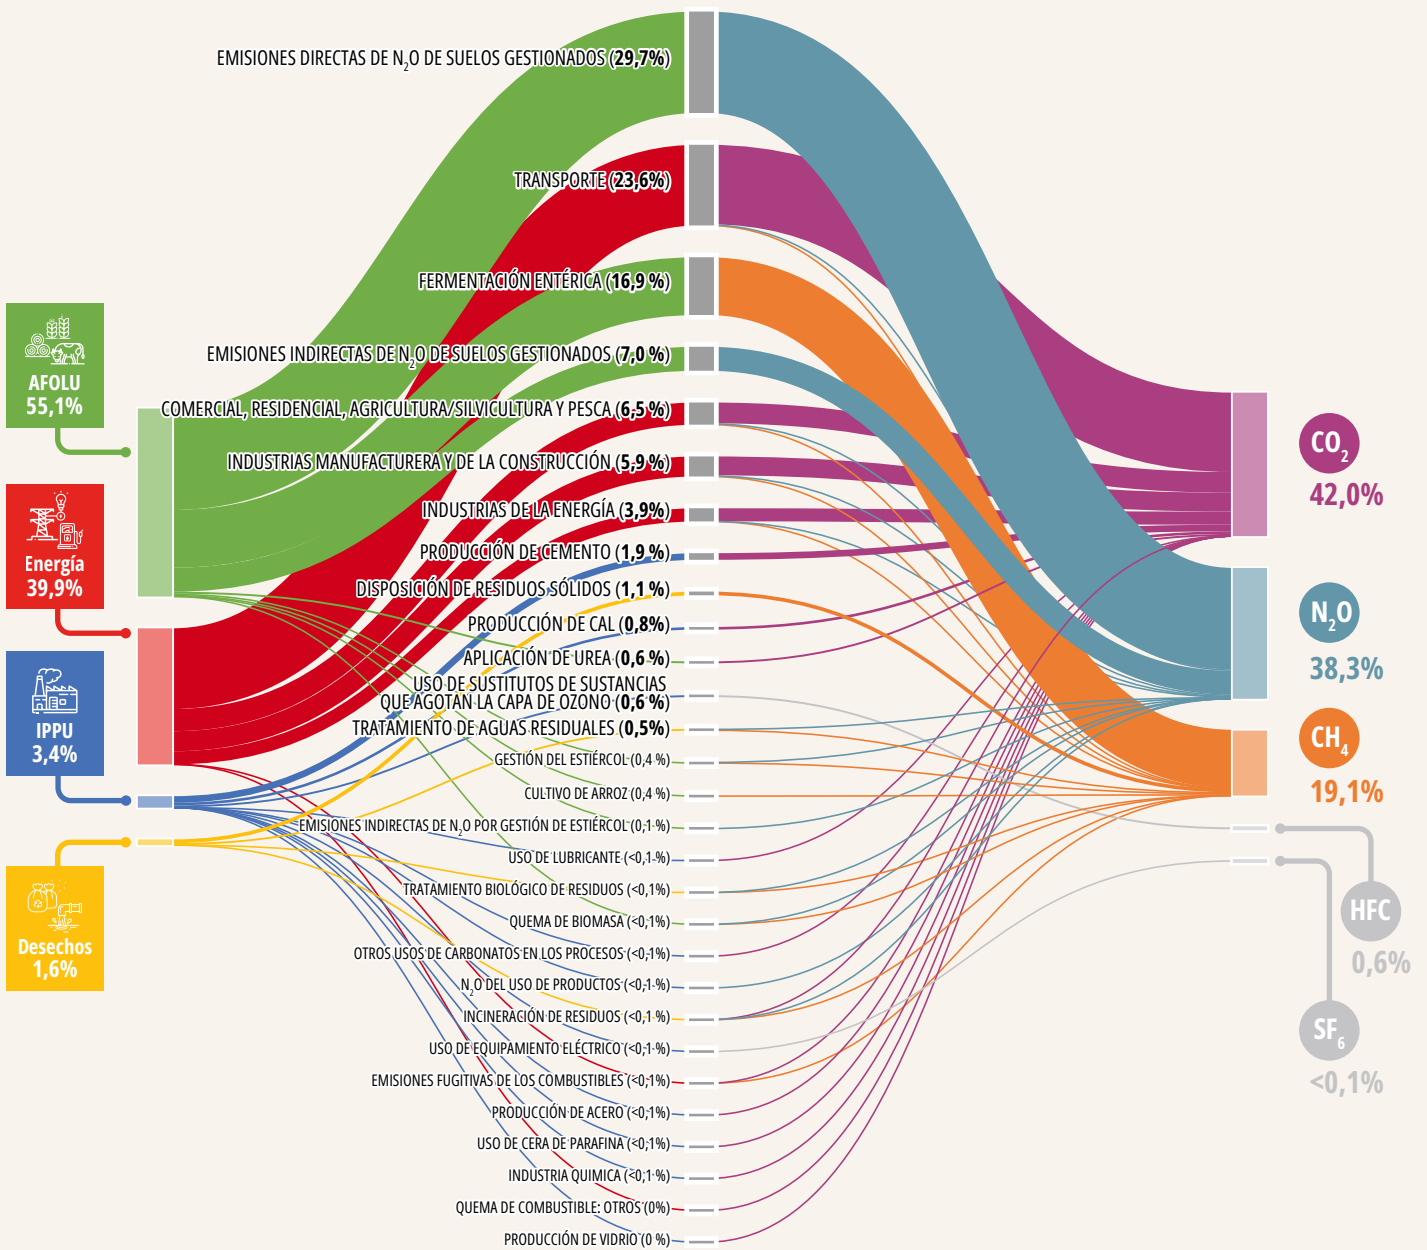 EMISIONES DIRECTAS DE N₂O DE SUELOS GESTIONADOS (29,7%)
TRANSPORTE (23,6%)
FERMENTACIÓN ENTÉRICA (16,9 %)
EMISIONES INDIRECTAS DE N₂O DE SUELOS GESTIONADOS (7,0 %)
COMERCIAL, RESIDENCIAL, AGRICULTURA/SILVICULTURA Y PESCA (6,5 %)
INDUSTRIAS MANUFACTURERA Y DE LA CONSTRUCCIÓN (5,9 %)
INDUSTRIAS DE LA ENERGÍA (3,9%)
PRODUCCIÓN DE CEMENTO (1,9 %)
DISPOSICIÓN DE RESIDUOS SÓLIDOS (1,1 %)
PRODUCCIÓN DE CAL (0,8%)
APLICACIÓN DE UREA (0,6 %)
USO DE SUSTITUTOS DE SUSTANCIAS
QUE AGOTAN LA CAPA DE OZONO (0,6 %)
TRATAMIENTO DE AGUAS RESIDUALES (0,5%)
GESTIÓN DEL ESTIÉRCOL (0,4 %)
CULTIVO DE ARROZ (0,4 %)
EMISIONES INDIRECTAS DE N₂O POR GESTIÓN DE ESTIÉRCOL (0,1 %)
USO DE LUBRICANTE (<0,1 %)
TRATAMIENTO BIOLÓGICO DE RESIDUOS (<0,1%)
QUEMA DE BIOMASA (<0,1%)
OTROS USOS DE CARBONATOS EN LOS PROCESOS (<0,1%)
N₂O DEL USO DE PRODUCTOS (<0,1 %)
INCINERACIÓN DE RESIDUOS (<0,1 %)
USO DE EQUIPAMIENTO ELÉCTRICO (<0,1 %)
EMISIONES FUGITIVAS DE LOS COMBUSTIBLES (<0,1%)
PRODUCCIÓN DE ACERO (<0,1%)
USO DE CERA DE PARAFINA (<0,1%)
INDUSTRIA QUIMICA (<0,1 %)
QUEMA DE COMBUSTIBLE: OTROS (0%)
PRODUCCIÓN DE VIDRIO (0 %)
AFOLU
55,1%
Energía
39,9%
IPPU
3,4%
Desechos
1,6%
CO₂
42,0%
N₂O
38,3%
CH₄
19,1%
HFC
0,6%
SF₆
<0,1%